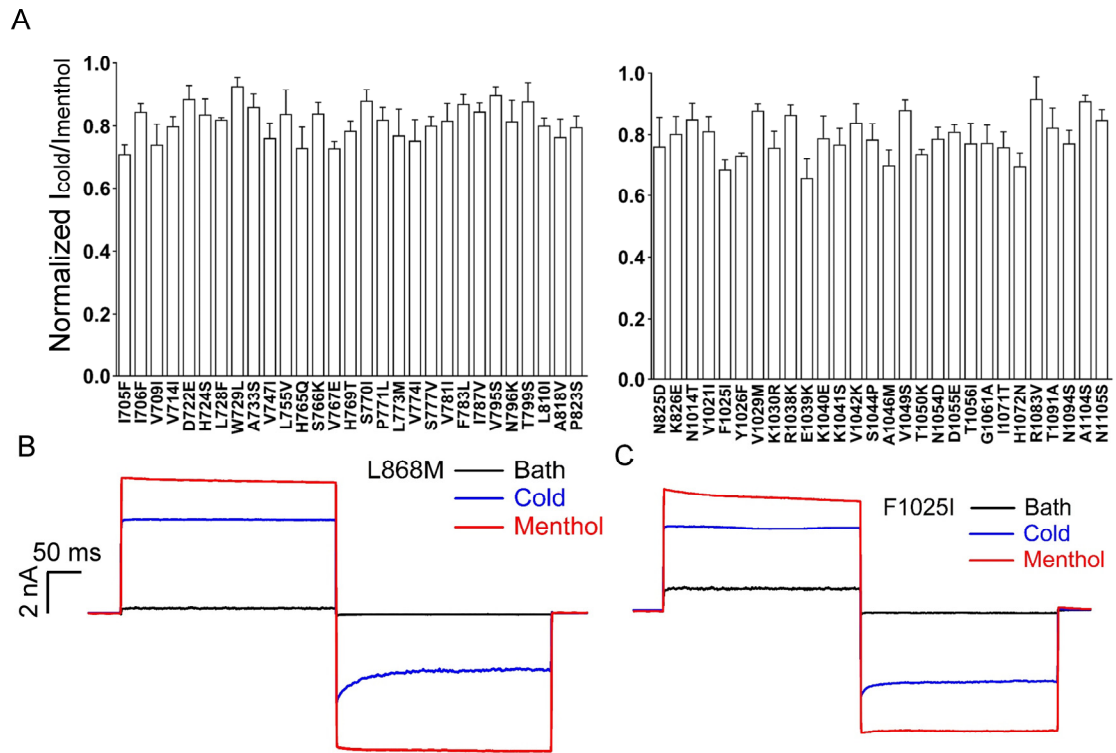 A
Normalized Icold/Imenthol
1.0
0.8
0.6
0.4
0.2
0.0
I705F I706F V709I V714I D722E H724S L728F W729L A733S V747I L755V H765Q S766K V767E H769T S770I P771L L773M V774I S777V V781I F783L I787V V795S N796K T799S L810I A818V P823S
1.0
0.8
0.6
0.4
0.2
0.0
N825D K826E N1014T V1021I F1025I Y1026F V1029M K1030R R1038K E1039K K1040E K1041S V1042K S1044P A1046M V1049S T1050K N1054D D1055E T1056I G1061A I1071T H1072N R1083V T1091A N1094S A1104S N1105S
B
L868M
Bath
Cold
Menthol
50 ms
2 nA
C
F1025I
Bath
Cold
Menthol